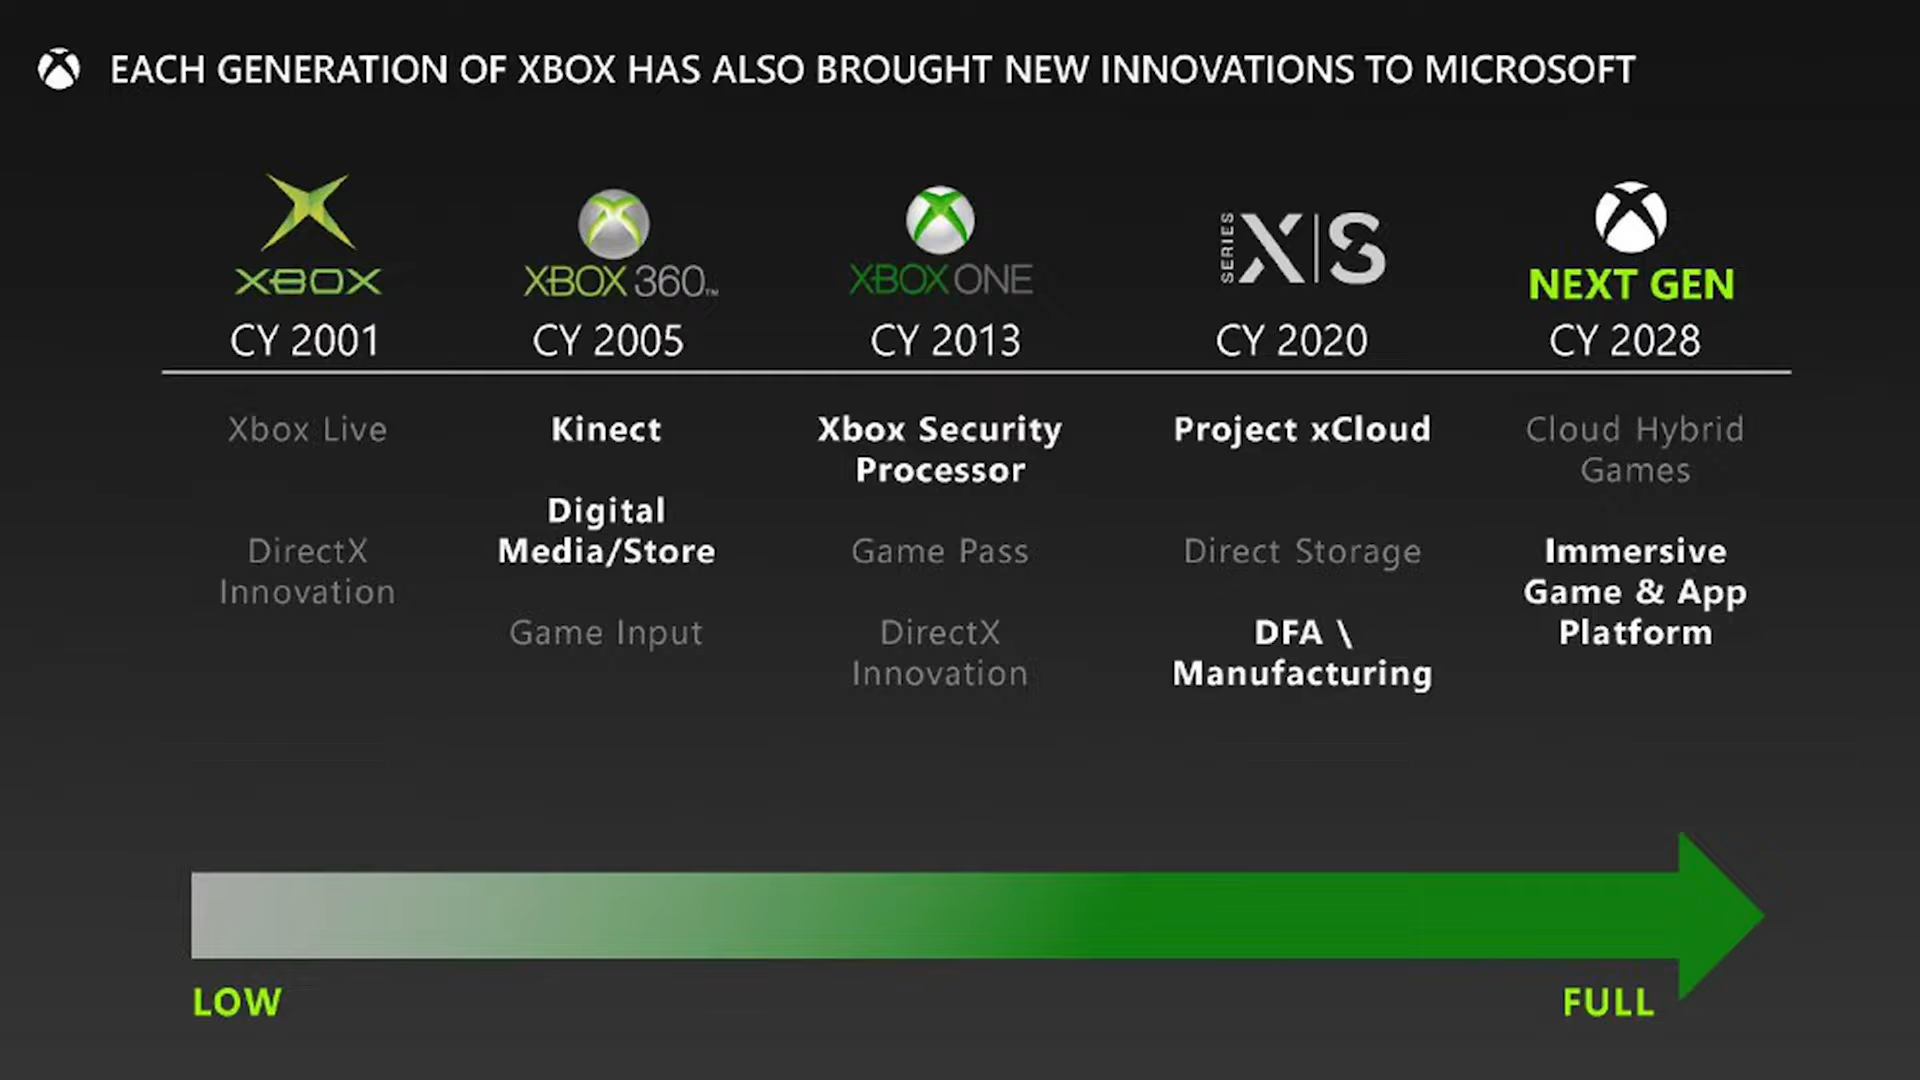 EACH GENERATION OF XBOX HAS ALSO BROUGHT NEW INNOVATIONS TO MICROSOFT
XBOX
CY 2001
Xbox Live
DirectX
Innovation
XBOX 360™
CY 2005
Kinect
Digital
Media/Store
Game Input
XBOX ONE
CY 2013
Xbox Security
Processor
Game Pass
DirectX
Innovation
SERIES X|S
CY 2020
Project xCloud
Direct Storage
DFA \
Manufacturing
NEXT GEN
CY 2028
Cloud Hybrid
Games
Immersive
Game & App
Platform
LOW
FULL